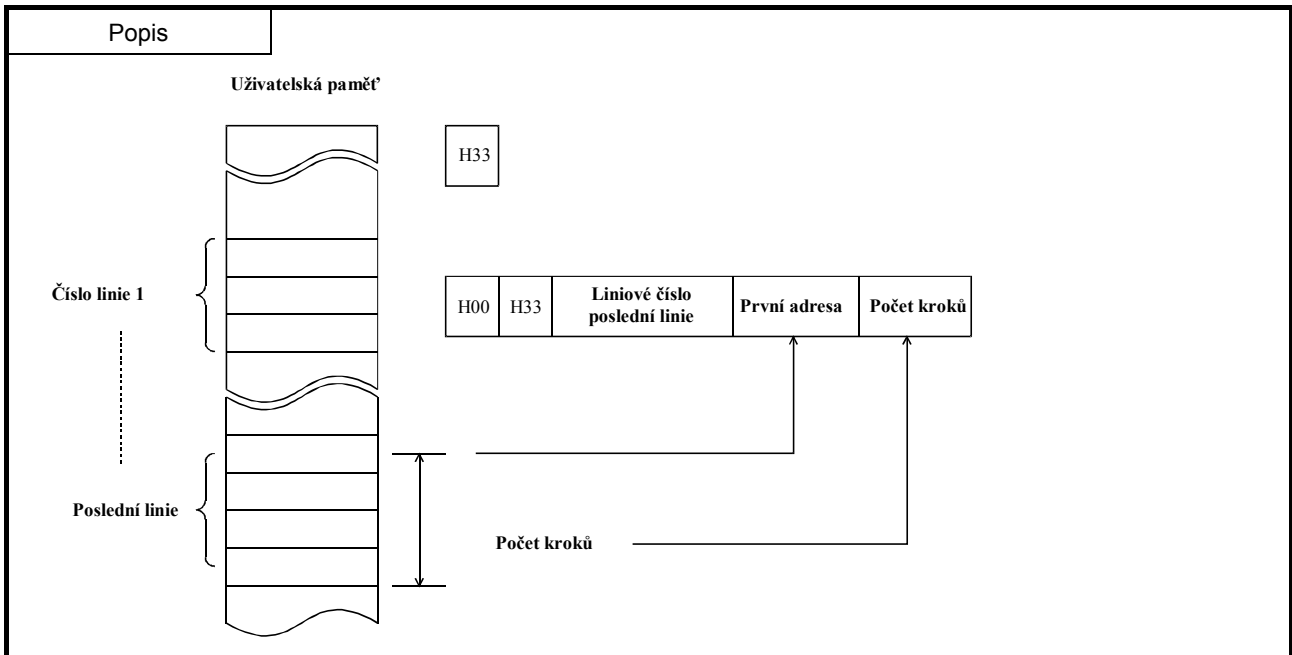 Popis
Uživatelská paměť
H33
Číslo linie 1
H00
H33
Liniové číslo
poslední linie
První adresa
Počet kroků
Poslední linie
Počet kroků